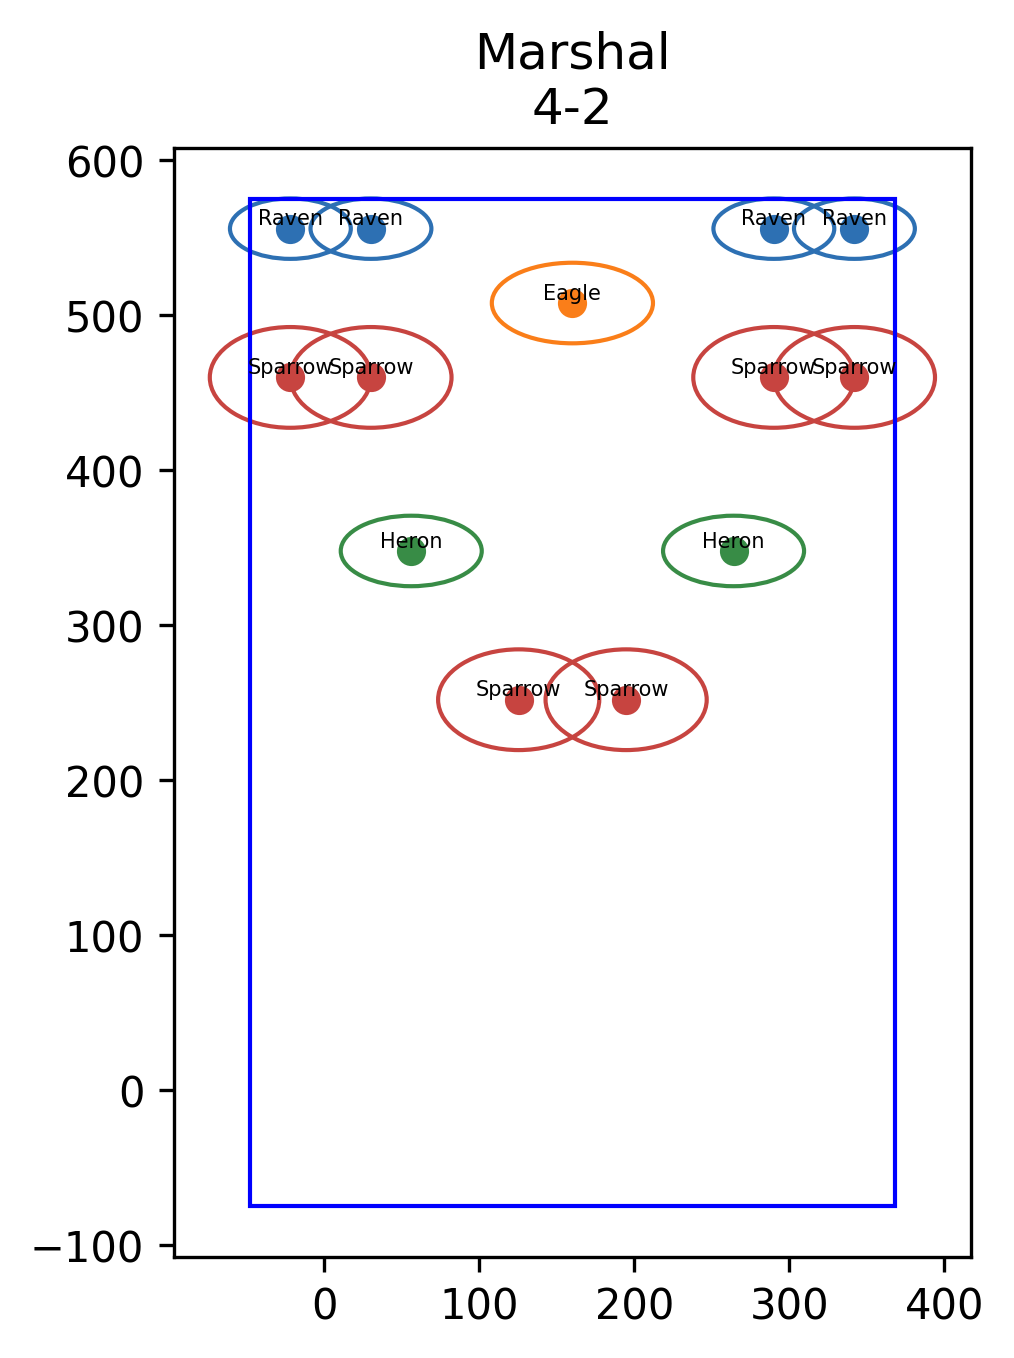 Marshal
4-2
600
Raven Raven Raven Raven
Eagle
500
Sparrow Sparrow Sparrow Sparrow
400
Heron Heron
300
Sparrow Sparrow
200
100
0
−100
0 100 200 300 400